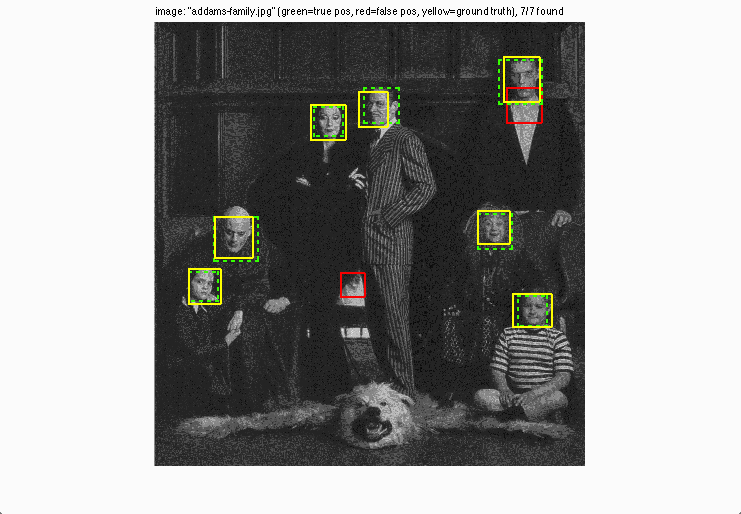 image: "addams-family.jpg" (green=true pos, red=false pos, yellow=ground truth), 7/7 found